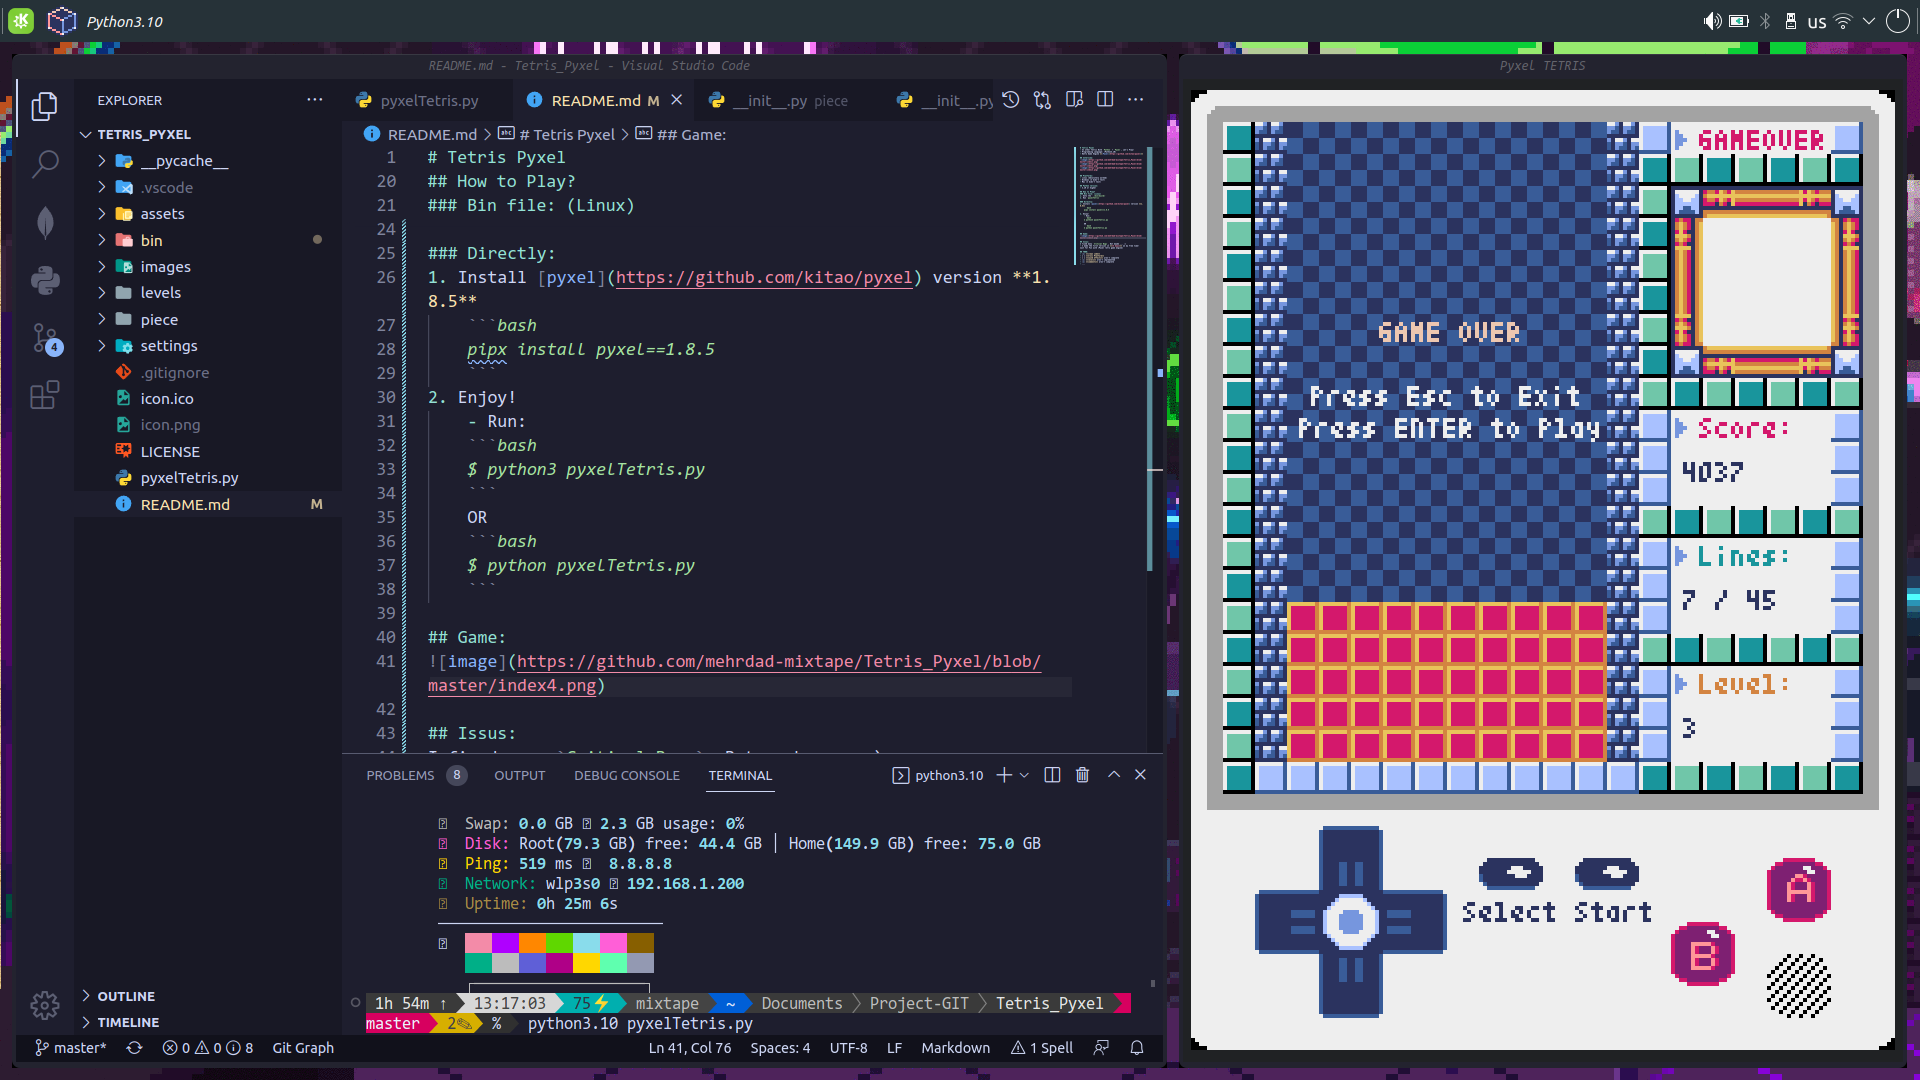 Python3.10
us
README.md - Tetris_Pyxel - Visual Studio Code
EXPLORER
TETRIS_PYXEL
__pycache__
.vscode
assets
bin
images
levels
piece
settings
.gitignore
icon.ico
icon.png
LICENSE
pyxelTetris.py
README.md M
OUTLINE
TIMELINE
4
pyxelTetris.py
README.md M
__init__.py piece
__init__.py
README.md > # Tetris Pyxel > ## Game:
1 # Tetris Pyxel
20 ## How to Play?
21 ### Bin file: (Linux)
24
25 ### Directly:
26 1. Install [pyxel](https://github.com/kitao/pyxel) version **1.
8.5**
27 ```bash
28 pipx install pyxel==1.8.5
29 ```
30 2. Enjoy!
31 - Run:
32 ```bash
33 $ python3 pyxelTetris.py
34 ```
35 OR
36 ```bash
37 $ python pyxelTetris.py
38 ```
39
40 ## Game:
41 ![image](https://github.com/mehrdad-mixtape/Tetris_Pyxel/blob/
master/index4.png)
42
43 ## Issus:
PROBLEMS 8 OUTPUT DEBUG CONSOLE TERMINAL
python3.10
Swap: 0.0 GB 2.3 GB usage: 0%
Disk: Root(79.3 GB) free: 44.4 GB | Home(149.9 GB) free: 75.0 GB
Ping: 519 ms 8.8.8.8
Network: wlp3s0 192.168.1.200
Uptime: 0h 25m 6s
1h 54m ↑ 13:17:03 75⚡ mixtape ~ Documents Project-GIT Tetris_Pyxel
master 2✎ % python3.10 pyxelTetris.py
master* 0 0 8 Git Graph
Ln 41, Col 76 Spaces: 4 UTF-8 LF Markdown 1 Spell
Pyxel TETRIS
GAMEOVER
GAME OVER
Press Esc to Exit
Press ENTER to Play
Score:
4037
Lines:
7 / 45
Level:
3
Select Start
A
B